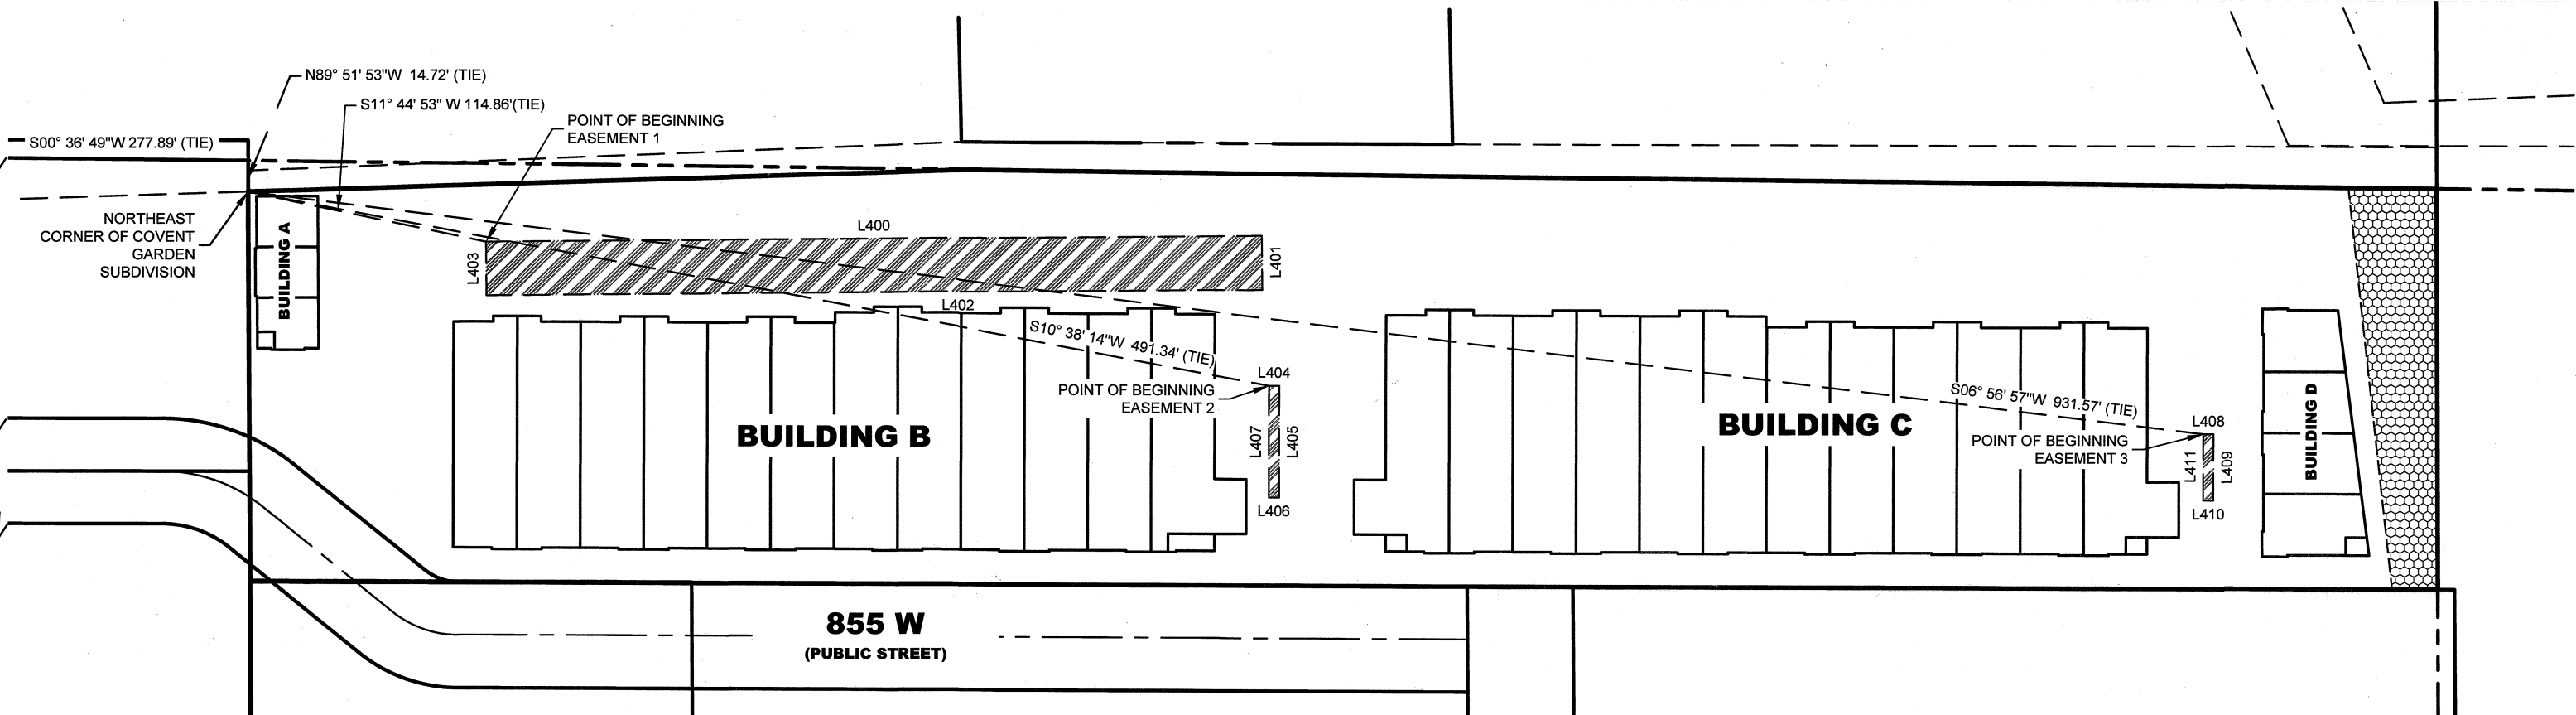 N89° 51' 53"W 14.72' (TIE)
S11° 44' 53" W 114.86'(TIE)
POINT OF BEGINNING
EASEMENT 1
S00° 36' 49"W 277.89' (TIE)
NORTHEAST
CORNER OF COVENT
GARDEN
SUBDIVISION
BUILDING A
L400
L403
L401
L402
S10° 38' 14"W 491.34' (TIE)
L404
POINT OF BEGINNING
EASEMENT 2
L407
L405
L406
BUILDING B
BUILDING C
S06° 56' 57"W 931.57' (TIE)
L408
POINT OF BEGINNING
EASEMENT 3
L411
L409
L410
BUILDING D
855 W
(PUBLIC STREET)